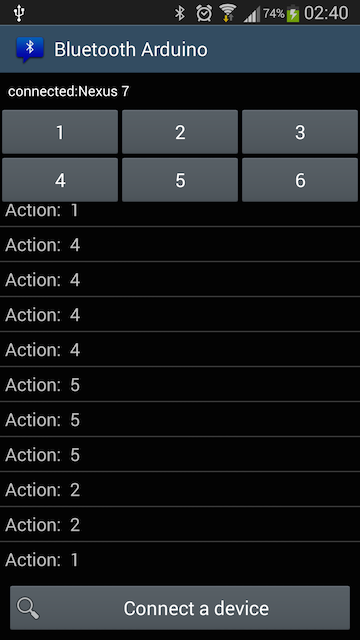 74% 02:40
Bluetooth Arduino
connected:Nexus 7
1 2 3
4 5 6
Action: 1
Action: 4
Action: 4
Action: 4
Action: 4
Action: 5
Action: 5
Action: 5
Action: 2
Action: 2
Action: 1
Connect a device